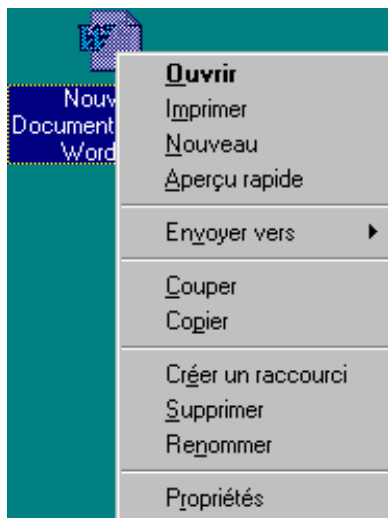 Nouv
Document
Word
Ouvrir
Imprimer
Nouveau
Aperçu rapide
Envoyer vers
Couper
Copier
Créer un raccourci
Supprimer
Renommer
Propriétés